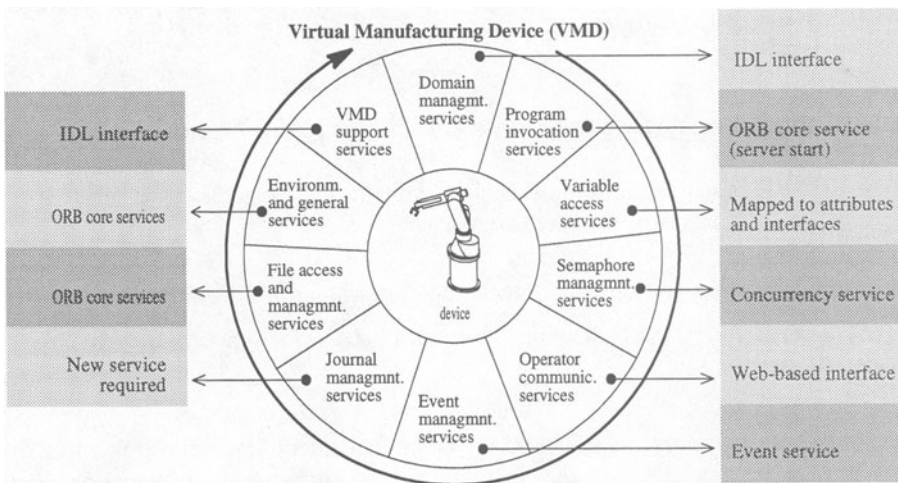 Virtual Manufacturing Device (VMD)
IDL interface
ORB core services
ORB core services
New service
required
Domain
managmt.
services
Program
invocation
services
Variable
access
services
Semaphore
managmnt.
services
Operator
communic.
services
Event
managmnt.
services
Journal
managmnt.
services
File access
and
managmnt.
services
Environm.
and general
services
VMD
support
services
device
IDL interface
ORB core service
(server start)
Mapped to attributes
and interfaces
Concurrency service
Web-based interface
Event service